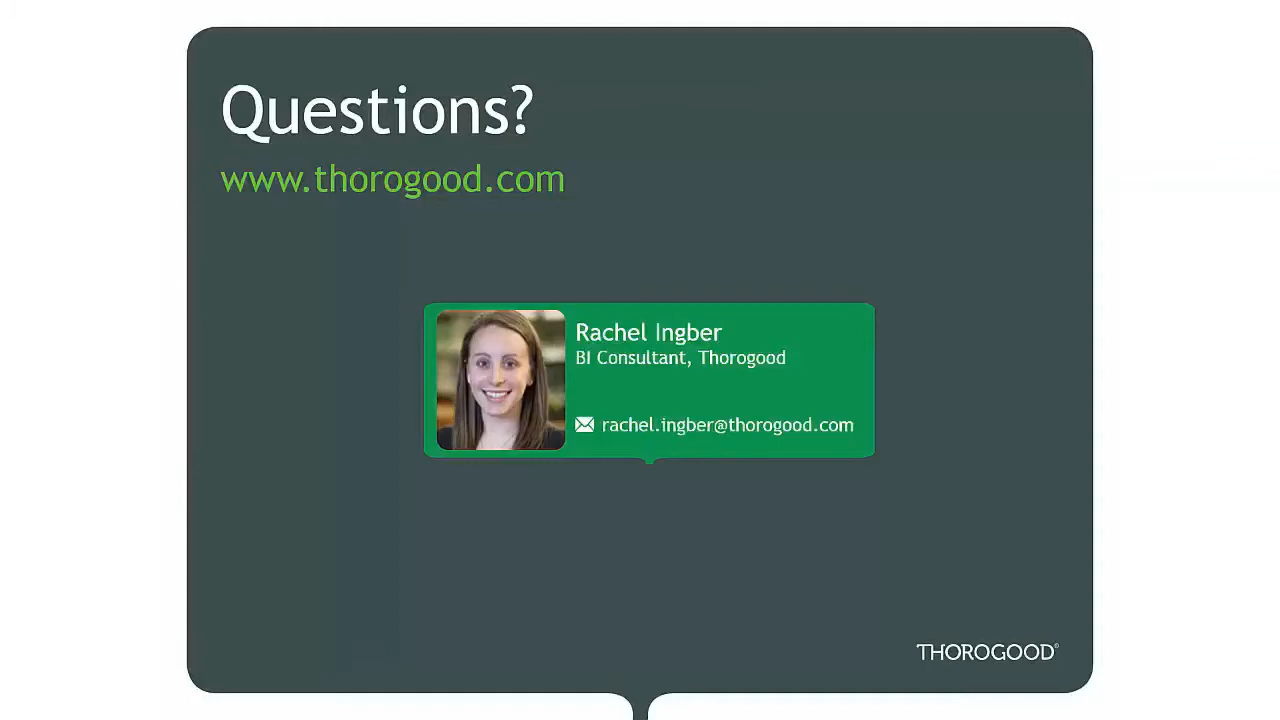 Questions?
www.thorogood.com
Rachel Ingber
BI Consultant, Thorogood
rachel.ingber@thorogood.com
THOROGOOD®